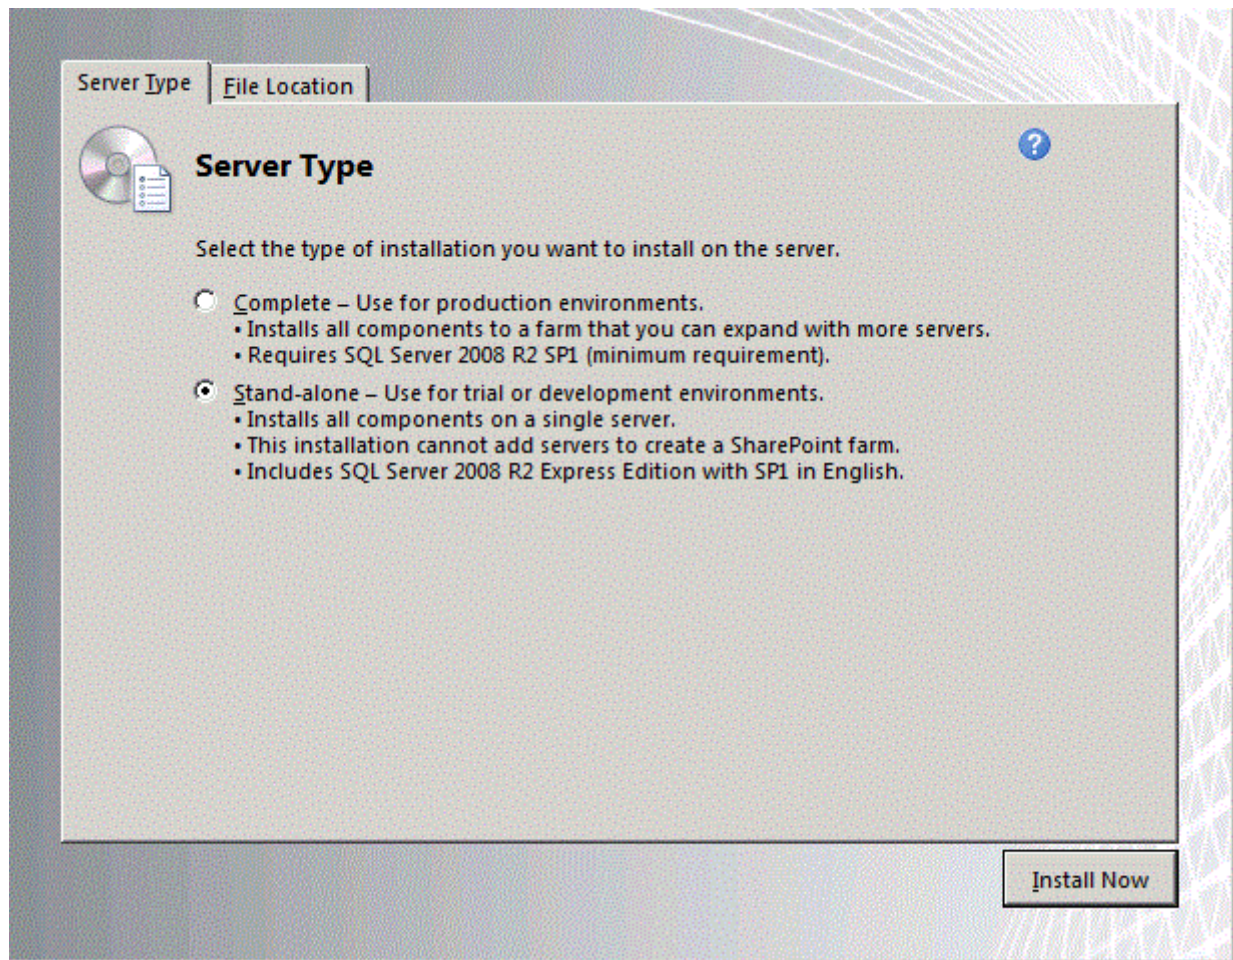 Server Type
File Location
Server Type
?
Select the type of installation you want to install on the server.
Complete – Use for production environments.
• Installs all components to a farm that you can expand with more servers.
• Requires SQL Server 2008 R2 SP1 (minimum requirement).
Stand-alone – Use for trial or development environments.
• Installs all components on a single server.
• This installation cannot add servers to create a SharePoint farm.
• Includes SQL Server 2008 R2 Express Edition with SP1 in English.
Install Now